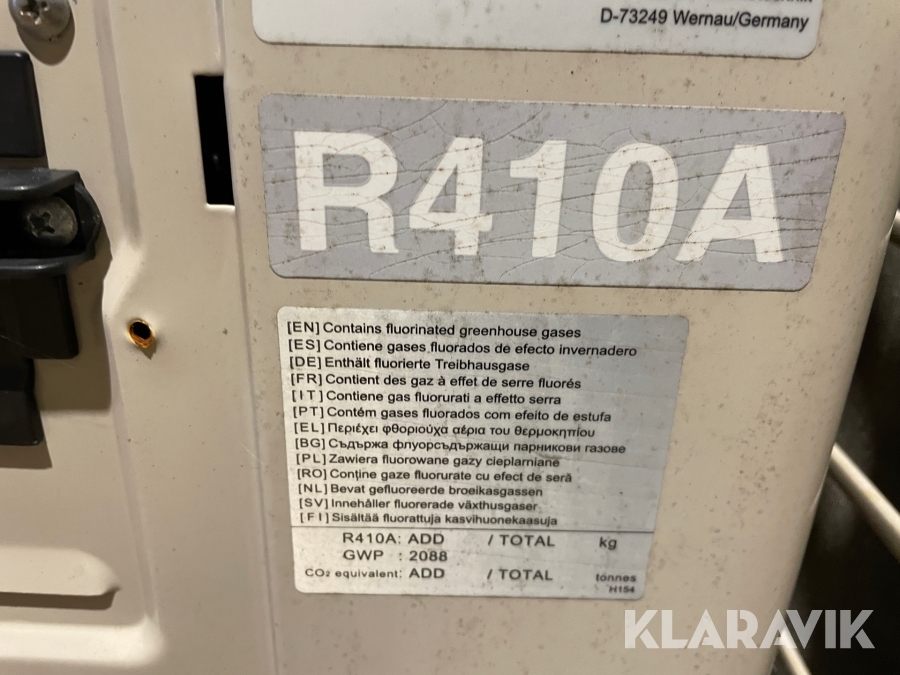 D-73249 Wernau/Germany
R410A
[EN] Contains fluorinated greenhouse gases
[ES] Contiene gases fluorados de efecto invernadero
[DE] Enthält fluorierte Treibhausgase
[FR] Contient des gaz à effet de serre fluorés
[IT] Contiene gas fluorurati a effetto serra
[PT] Contém gases fluorados com efeito de estufa
[EL] Περιέχει φθοριούχα αέρια του θερμοκηπίου
[BG] Съдържа флуорсъдържащи парникови газове
[PL] Zawiera fluorowane gazy cieplarniane
[RO] Conține gaze fluorurate cu efect de seră
[NL] Bevat gefluoreerde broeikasgassen
[SV] Innehåller fluorerade växthusgaser
[FI] Sisältää fluorattuja kasvihuonekaasuja
R410A: ADD / TOTAL kg
GWP : 2088
CO₂ equivalent: ADD / TOTAL tonnes
H154
KLARAVIK